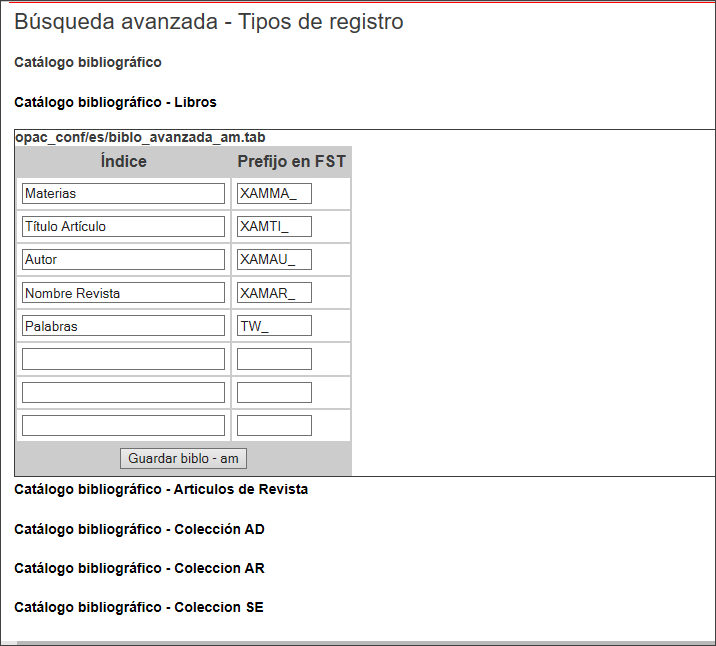 Búsqueda avanzada - Tipos de registro
Catálogo bibliográfico
Catálogo bibliográfico - Libros
opac_conf/es/biblo_avanzada_am.tab
Índice Prefijo en FST
Materias XAMMA_
Título Artículo XAMTI_
Autor XAMAU_
Nombre Revista XAMAR_
Palabras TW_
Guardar biblo - am
Catálogo bibliográfico - Articulos de Revista
Catálogo bibliográfico - Colección AD
Catálogo bibliográfico - Coleccion AR
Catálogo bibliográfico - Coleccion SE